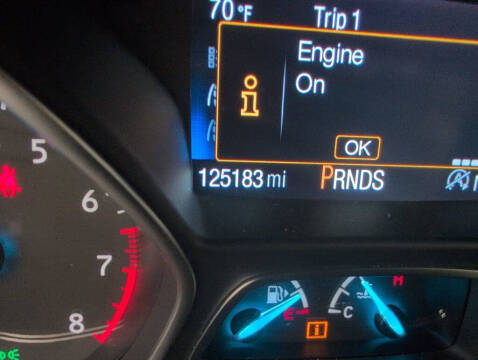 70°F Trip 1
Engine
On
OK
125183 mi PRNDS
5
6
7
8
E
C
H